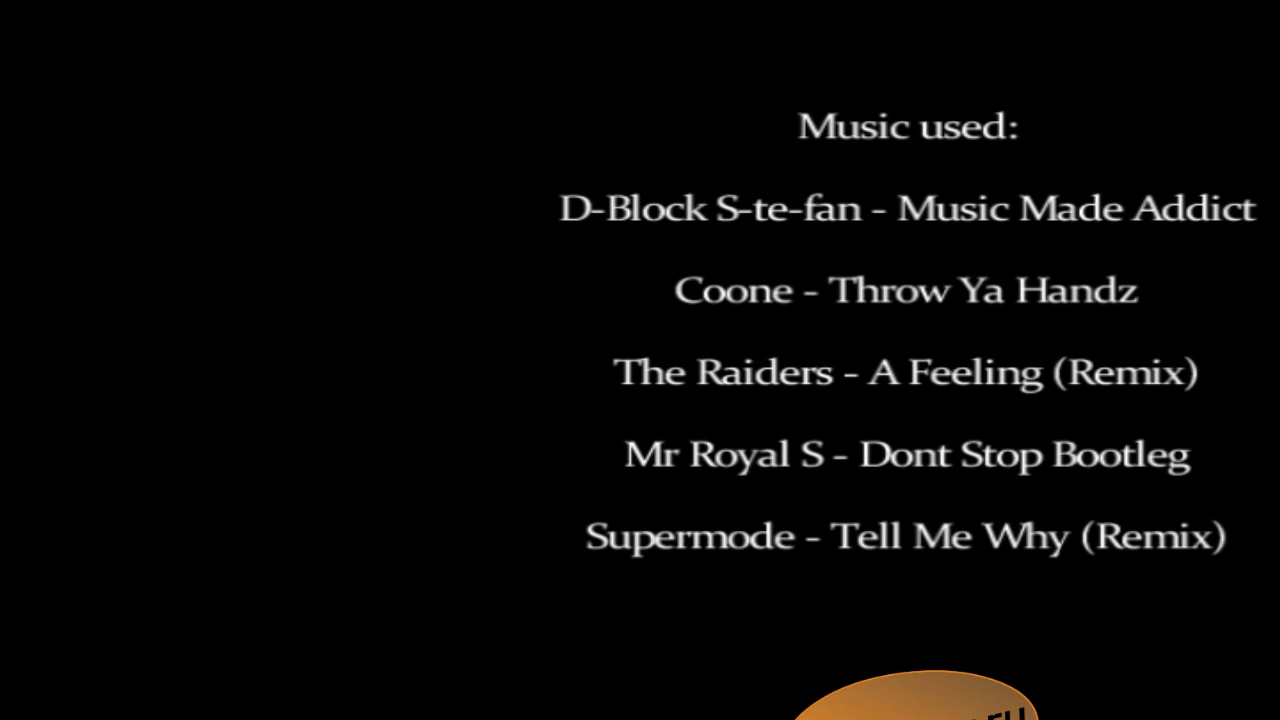 Music used:
D-Block S-te-fan - Music Made Addict
Coone - Throw Ya Handz
The Raiders - A Feeling (Remix)
Mr Royal S - Dont Stop Bootleg
Supermode - Tell Me Why (Remix)